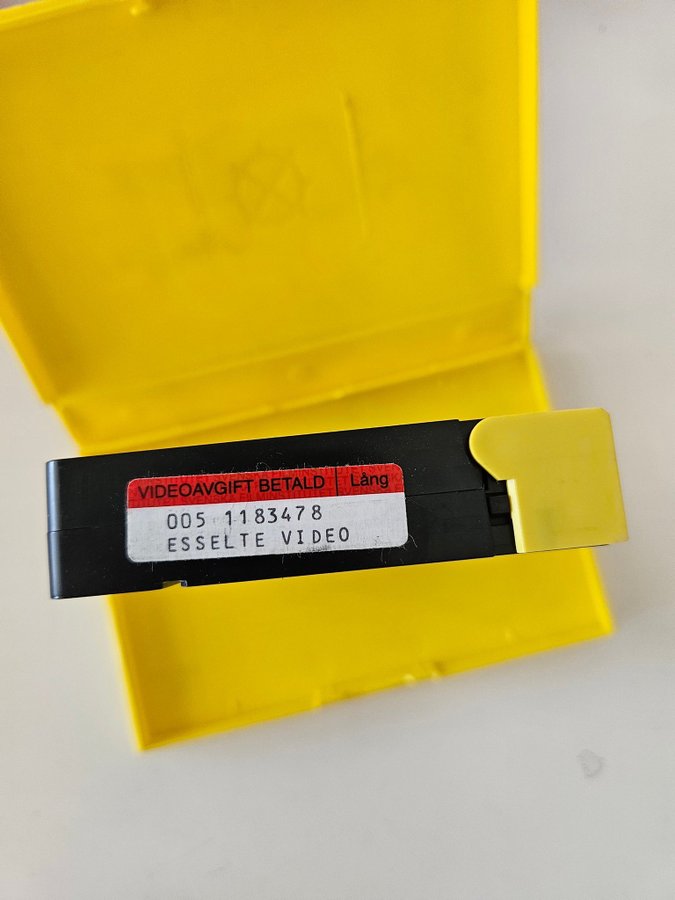 VIDEOAVGIFT BETALD Lång
005 1183478
ESSELTE VIDEO